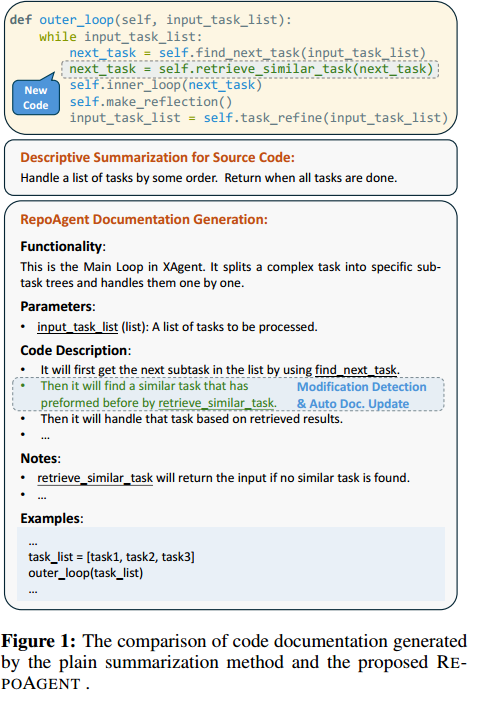 def outer_loop(self, input_task_list):
while input_task_list:
next_task = self.find_next_task(input_task_list)
next_task = self.retrieve_similar_task(next_task)
self.inner_loop(next_task)
self.make_reflection()
input_task_list = self.task_refine(input_task_list)
New
Code
Descriptive Summarization for Source Code:
Handle a list of tasks by some order. Return when all tasks are done.
RepoAgent Documentation Generation:
Functionality:
This is the Main Loop in XAgent. It splits a complex task into specific sub-
task trees and handles them one by one.
Parameters:
• input_task_list (list): A list of tasks to be processed.
Code Description:
• It will first get the next subtask in the list by using find_next_task.
• Then it will find a similar task that has
preformed before by retrieve_similar_task.
Modification Detection
& Auto Doc. Update
• Then it will handle that task based on retrieved results.
• …
Notes:
• retrieve_similar_task will return the input if no similar task is found.
• …
Examples:
…
task_list = [task1, task2, task3]
outer_loop(task_list)
…
Figure 1: The comparison of code documentation generated
by the plain summarization method and the proposed RE-
POAGENT .